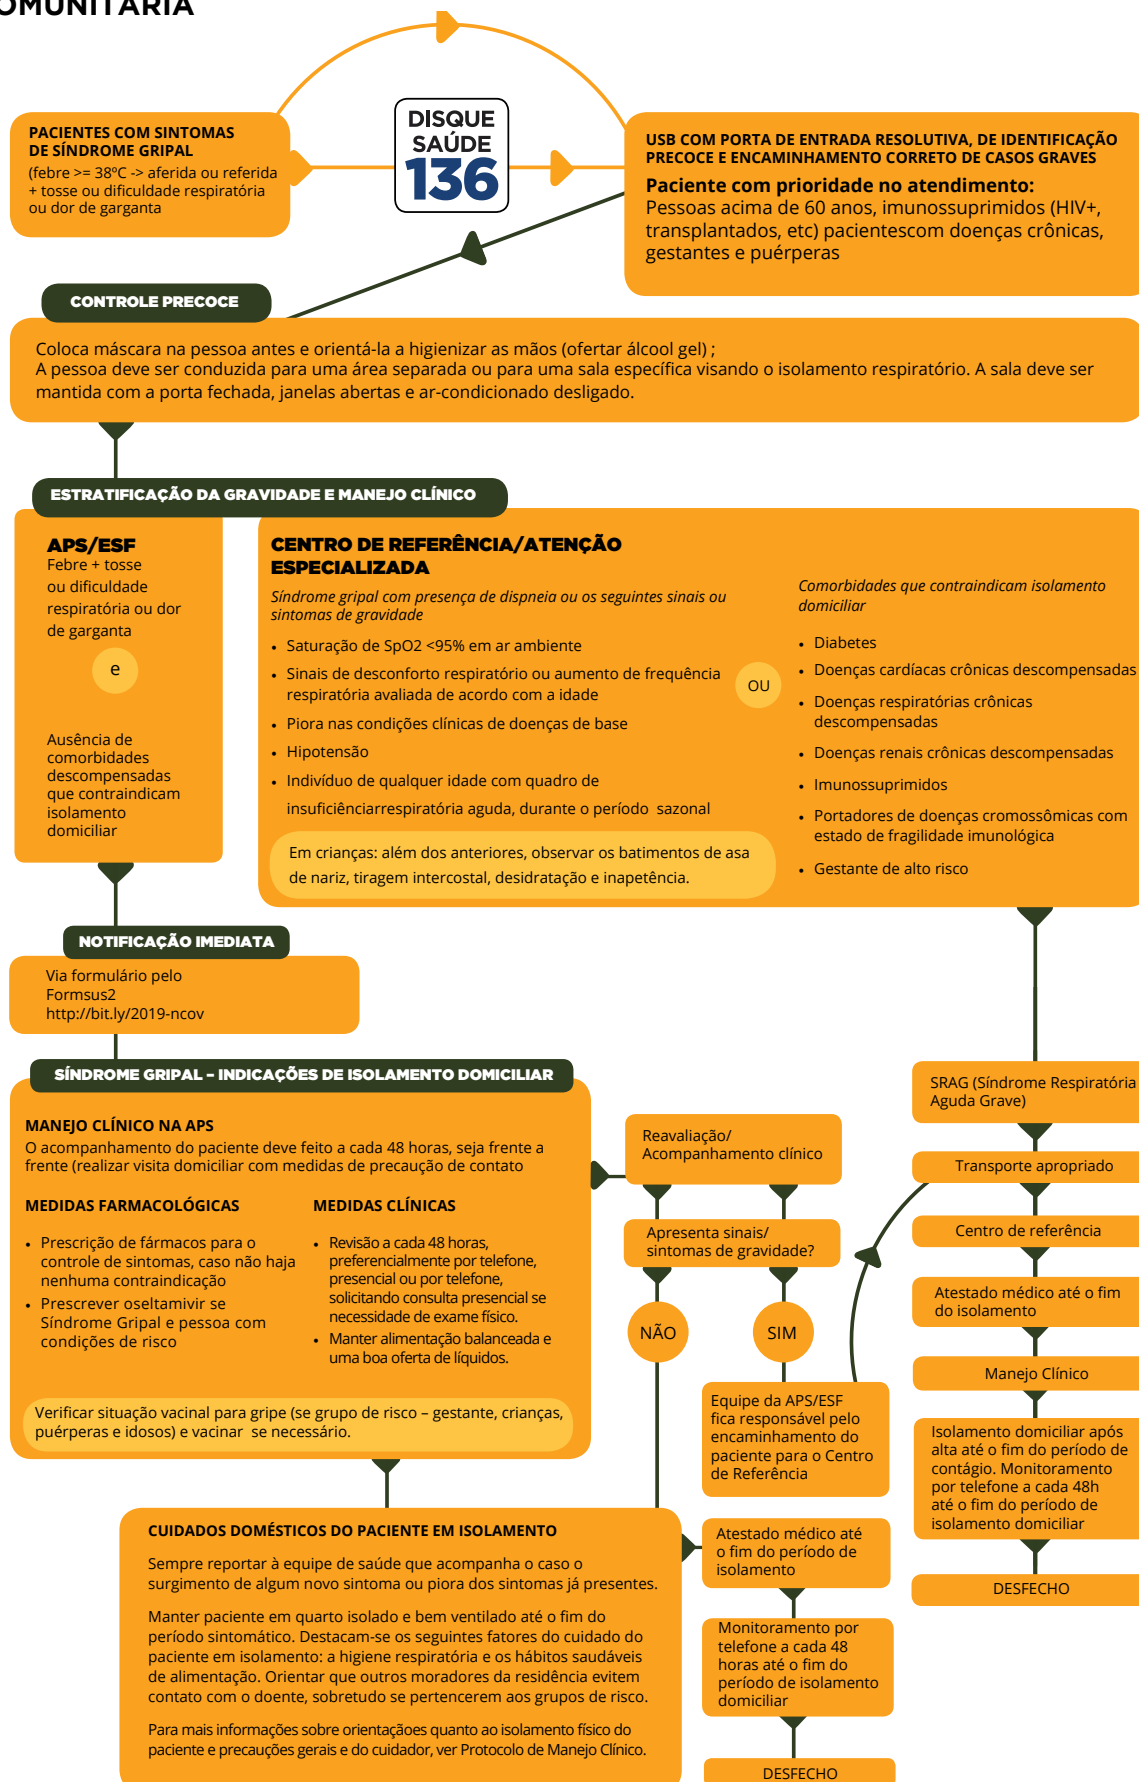 OMUNITÁRIA
PACIENTES COM SINTOMAS
DE SÍNDROME GRIPAL
(febre >= 38ºC -> aferida ou referida
+ tosse ou dificuldade respiratória
ou dor de garganta
DISQUE
SAÚDE
136
USB COM PORTA DE ENTRADA RESOLUTIVA, DE IDENTIFICAÇÃO
PRECOCE E ENCAMINHAMENTO CORRETO DE CASOS GRAVES
Paciente com prioridade no atendimento:
Pessoas acima de 60 anos, imunossuprimidos (HIV+,
transplantados, etc) pacientescom doenças crônicas,
gestantes e puérperas
CONTROLE PRECOCE
Coloca máscara na pessoa antes e orientá-la a higienizar as mãos (ofertar álcool gel) ;
A pessoa deve ser conduzida para uma área separada ou para uma sala específica visando o isolamento respiratório. A sala deve ser
mantida com a porta fechada, janelas abertas e ar-condicionado desligado.
ESTRATIFICAÇÃO DA GRAVIDADE E MANEJO CLÍNICO
APS/ESF
Febre + tosse
ou dificuldade
respiratória ou dor
de garganta
e
Ausência de
comorbidades
descompensadas
que contraindicam
isolamento
domiciliar
CENTRO DE REFERÊNCIA/ATENÇÃO
ESPECIALIZADA
Síndrome gripal com presença de dispneia ou os seguintes sinais ou
sintomas de gravidade
• Saturação de SpO2 <95% em ar ambiente
• Sinais de desconforto respiratório ou aumento de frequência
respiratória avaliada de acordo com a idade
• Piora nas condições clínicas de doenças de base
• Hipotensão
• Indivíduo de qualquer idade com quadro de
insuficiênciarrespiratória aguda, durante o período sazonal
Em crianças: além dos anteriores, observar os batimentos de asa
de nariz, tiragem intercostal, desidratação e inapetência.
OU
Comorbidades que contraindicam isolamento
domiciliar
• Diabetes
• Doenças cardíacas crônicas descompensadas
• Doenças respiratórias crônicas
descompensadas
• Doenças renais crônicas descompensadas
• Imunossuprimidos
• Portadores de doenças cromossômicas com
estado de fragilidade imunológica
• Gestante de alto risco
NOTIFICAÇÃO IMEDIATA
Via formulário pelo
Formsus2
http://bit.ly/2019-ncov
SÍNDROME GRIPAL – INDICAÇÕES DE ISOLAMENTO DOMICILIAR
MANEJO CLÍNICO NA APS
O acompanhamento do paciente deve feito a cada 48 horas, seja frente a
frente (realizar visita domiciliar com medidas de precaução de contato
MEDIDAS FARMACOLÓGICAS
• Prescrição de fármacos para o
controle de sintomas, caso não haja
nenhuma contraindicação
• Prescrever oseltamivir se
Síndrome Gripal e pessoa com
condições de risco
MEDIDAS CLÍNICAS
• Revisão a cada 48 horas,
preferencialmente por telefone,
presencial ou por telefone,
solicitando consulta presencial se
necessidade de exame físico.
• Manter alimentação balanceada e
uma boa oferta de líquidos.
Verificar situação vacinal para gripe (se grupo de risco – gestante, crianças,
puérperas e idosos) e vacinar se necessário.
Reavaliação/
Acompanhamento clínico
Apresenta sinais/
sintomas de gravidade?
NÃO
SIM
Equipe da APS/ESF
fica responsável pelo
encaminhamento do
paciente para o Centro
de Referência
SRAG (Síndrome Respiratória
Aguda Grave)
Transporte apropriado
Centro de referência
Atestado médico até o fim
do isolamento
Manejo Clínico
Isolamento domiciliar após
alta até o fim do período de
contágio. Monitoramento
por telefone a cada 48h
até o fim do período de
isolamento domiciliar
DESFECHO
CUIDADOS DOMÉSTICOS DO PACIENTE EM ISOLAMENTO
Sempre reportar à equipe de saúde que acompanha o caso o
surgimento de algum novo sintoma ou piora dos sintomas já presentes.
Manter paciente em quarto isolado e bem ventilado até o fim do
período sintomático. Destacam-se os seguintes fatores do cuidado do
paciente em isolamento: a higiene respiratória e os hábitos saudáveis
de alimentação. Orientar que outros moradores da residência evitem
contato com o doente, sobretudo se pertencerem aos grupos de risco.
Para mais informações sobre orientaçãoes quanto ao isolamento físico do
paciente e precauções gerais e do cuidador, ver Protocolo de Manejo Clínico.
Atestado médico até
o fim do período de
isolamento
Monitoramento por
telefone a cada 48
horas até o fim do
período de isolamento
domiciliar
DESFECHO